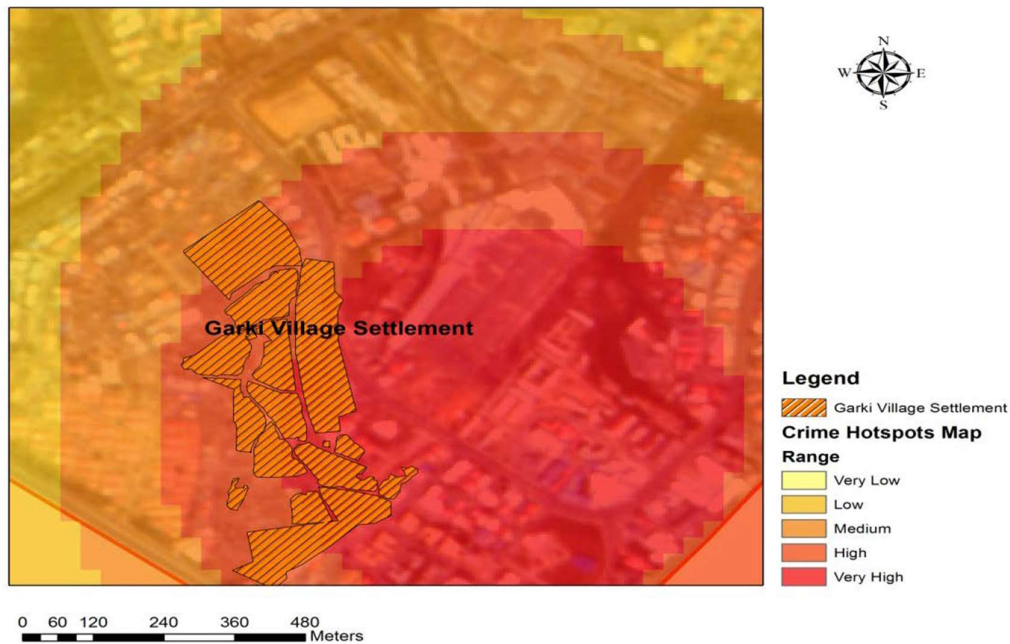 N
W E
S
Garki Village Settlement
Legend
Garki Village Settlement
Crime Hotspots Map
Range
Very Low
Low
Medium
High
Very High
0 60 120 240 360 480
Meters